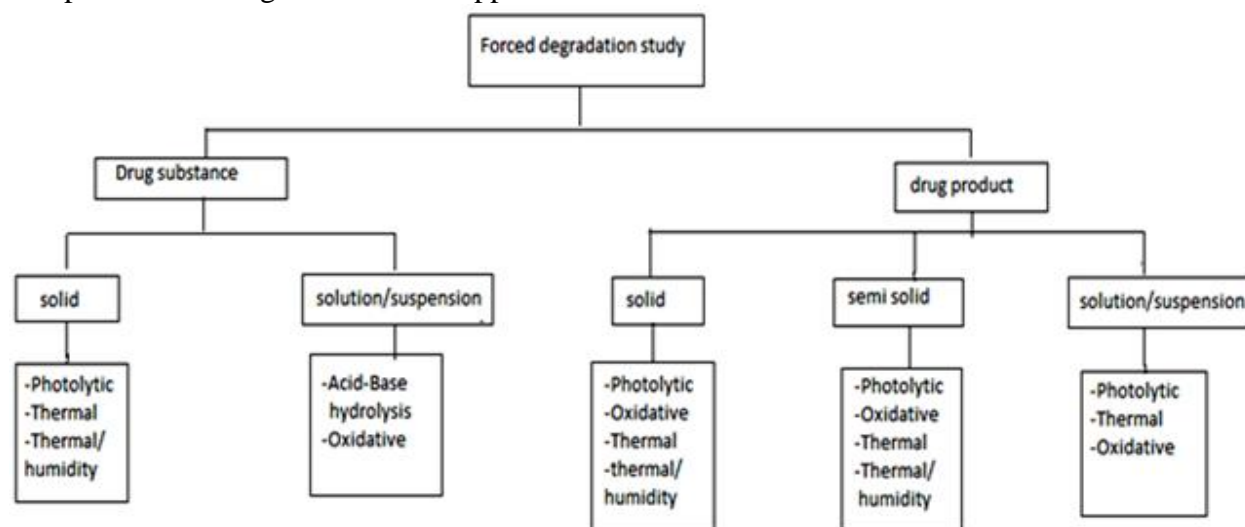 Forced degradation study
Drug substance
drug product
solid
solution/suspension
solid
semi solid
solution/suspension
-Photolytic
-Thermal
-Thermal/
humidity
-Acid-Base
hydrolysis
-Oxidative
-Photolytic
-Oxidative
-Thermal
-thermal/
humidity
-Photolytic
-Oxidative
-Thermal
-Thermal/
humidity
-Photolytic
-Thermal
-Oxidative